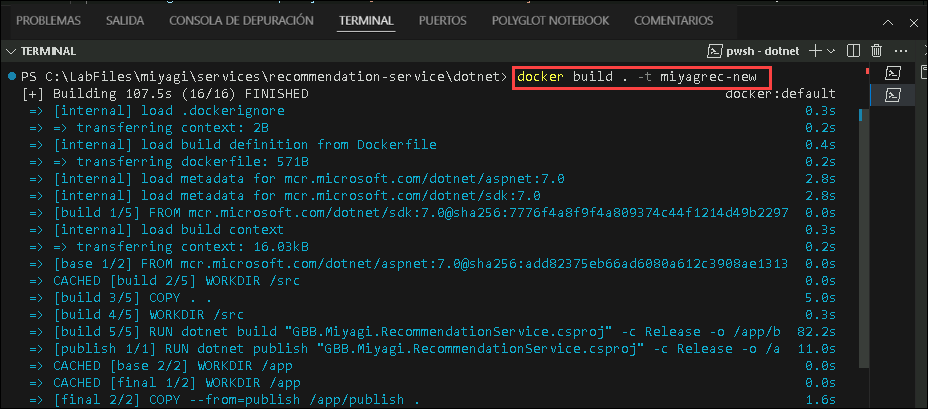 PROBLEMAS SALIDA CONSOLA DE DEPURACIÓN TERMINAL PUERTOS POLYGLOT NOTEBOOK COMENTARIOS
TERMINAL pwsh - dotnet
PS C:\LabFiles\miyagi\services\recommendation-service\dotnet> docker build . -t miyagrec-new
[+] Building 107.5s (16/16) FINISHED docker:default
=> [internal] load .dockerignore 0.3s
=> => transferring context: 2B 0.2s
=> [internal] load build definition from Dockerfile 0.4s
=> => transferring dockerfile: 571B 0.2s
=> [internal] load metadata for mcr.microsoft.com/dotnet/aspnet:7.0 2.8s
=> [internal] load metadata for mcr.microsoft.com/dotnet/sdk:7.0 2.8s
=> [build 1/5] FROM mcr.microsoft.com/dotnet/sdk:7.0@sha256:7776f4a8f9f4a809374c44f1214d49b2297 0.0s
=> [internal] load build context 0.3s
=> => transferring context: 16.03kB 0.2s
=> [base 1/2] FROM mcr.microsoft.com/dotnet/aspnet:7.0@sha256:add82375eb66ad6080a612c3908ae1313 0.0s
=> CACHED [build 2/5] WORKDIR /src 0.0s
=> [build 3/5] COPY . . 5.0s
=> [build 4/5] WORKDIR /src 0.3s
=> [build 5/5] RUN dotnet build "GBB.Miyagi.RecommendationService.csproj" -c Release -o /app/b 82.2s
=> [publish 1/1] RUN dotnet publish "GBB.Miyagi.RecommendationService.csproj" -c Release -o /a 11.0s
=> CACHED [base 2/2] WORKDIR /app 0.0s
=> CACHED [final 1/2] WORKDIR /app 0.0s
=> [final 2/2] COPY --from=publish /app/publish . 1.6s